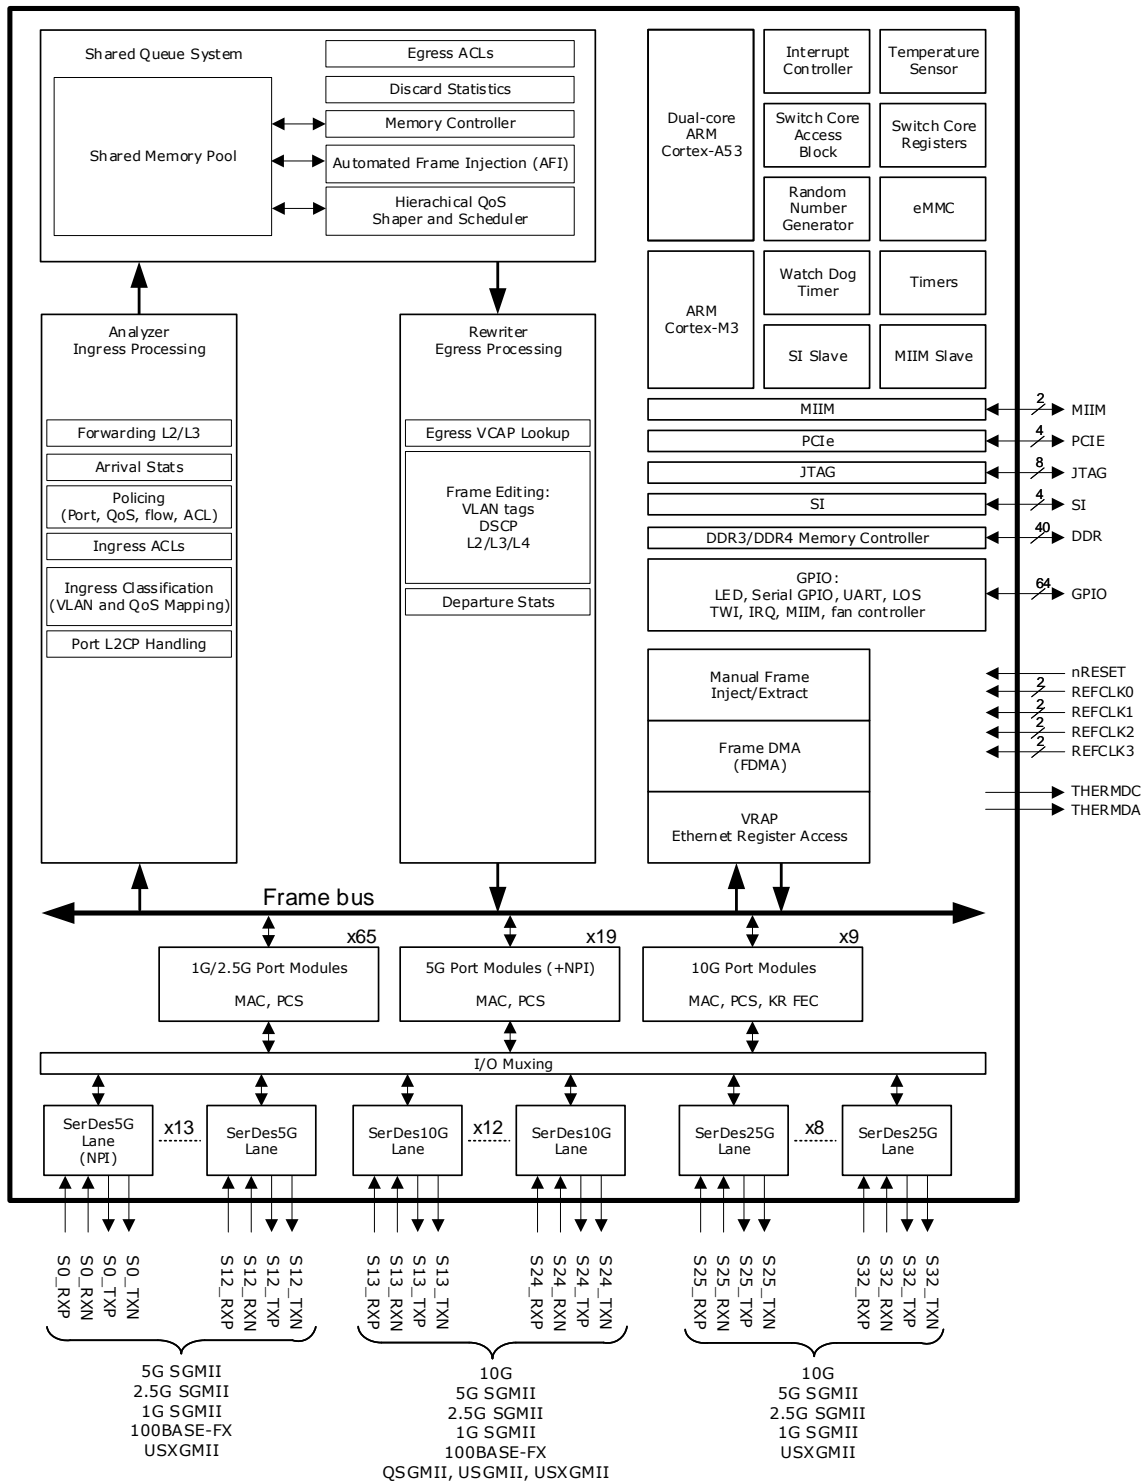 Shared Queue System
Shared Memory Pool
Egress ACLs
Discard Statistics
Memory Controller
Automated Frame Injection (AFI)
Hierachical QoS
Shaper and Scheduler
Dual-core
ARM
Cortex-A53
Interrupt
Controller
Temperature
Sensor
Switch Core
Access
Block
Switch Core
Registers
Random
Number
Generator
eMMC
ARM
Cortex-M3
Watch Dog
Timer
Timers
SI Slave
MIIM Slave
Analyzer
Ingress Processing
Forwarding L2/L3
Arrival Stats
Policing
(Port, QoS, flow, ACL)
Ingress ACLs
Ingress Classification
(VLAN and QoS Mapping)
Port L2CP Handling
Rewriter
Egress Processing
Egress VCAP Lookup
Frame Editing:
VLAN tags
DSCP
L2/L3/L4
Departure Stats
MIIM
2
MIIM
PCIe
4
PCIE
JTAG
8
JTAG
SI
4
SI
DDR3/DDR4 Memory Controller
40
DDR
GPIO:
LED, Serial GPIO, UART, LOS
TWI, IRQ, MIIM, fan controller
64
GPIO
Manual Frame
Inject/Extract
Frame DMA
(FDMA)
VRAP
Ethernet Register Access
nRESET
2
REFCLK0
2
REFCLK1
2
REFCLK2
2
REFCLK3
THERMDC
THERMDA
Frame bus
x65
1G/2.5G Port Modules
MAC, PCS
x19
5G Port Modules (+NPI)
MAC, PCS
x9
10G Port Modules
MAC, PCS, KR FEC
I/O Muxing
SerDes5G
Lane
(NPI)
x13
SerDes5G
Lane
SerDes10G
Lane
x12
SerDes10G
Lane
SerDes25G
Lane
x8
SerDes25G
Lane
S0_RXP
S0_RXN
S0_TXP
S0_TXN
S12_RXP
S12_RXN
S12_TXP
S12_TXN
S13_RXP
S13_RXN
S13_TXP
S13_TXN
S24_RXP
S24_RXN
S24_TXP
S24_TXN
S25_RXP
S25_RXN
S25_TXP
S25_TXN
S32_RXP
S32_RXN
S32_TXP
S32_TXN
5G SGMII
2.5G SGMII
1G SGMII
100BASE-FX
USXGMII
10G
5G SGMII
2.5G SGMII
1G SGMII
100BASE-FX
QSGMII, USGMII, USXGMII
10G
5G SGMII
2.5G SGMII
1G SGMII
USXGMII